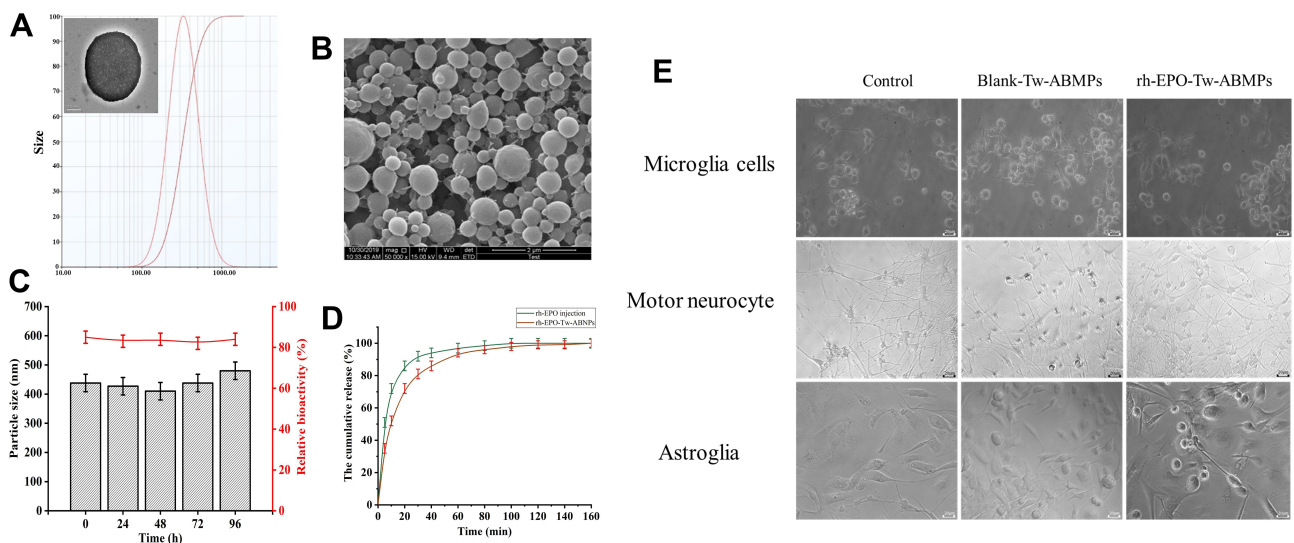 A
100
90
80
70
60
50
40
30
20
10
0
Size
10.00 100.00 1000.00
B
10/30/2019 mag HV WD det 2 μm
10:33:43 AM 50 000 x 15.00 kV 9.4 mm ETD Test
C
700
600
500
400
300
200
100
0
Particle size (nm)
100
80
60
40
20
0
Relative bioactivity (%)
0 24 48 72 96
Time (h)
D
rh-EPO injection
rh-EPO-Tw-ABNPs
100
80
60
40
20
0
The cumulative release (%)
0 20 40 60 80 100 120 140 160
Time (min)
E
Control Blank-Tw-ABMPs rh-EPO-Tw-ABMPs
Microglia cells
Motor neurocyte
Astroglia